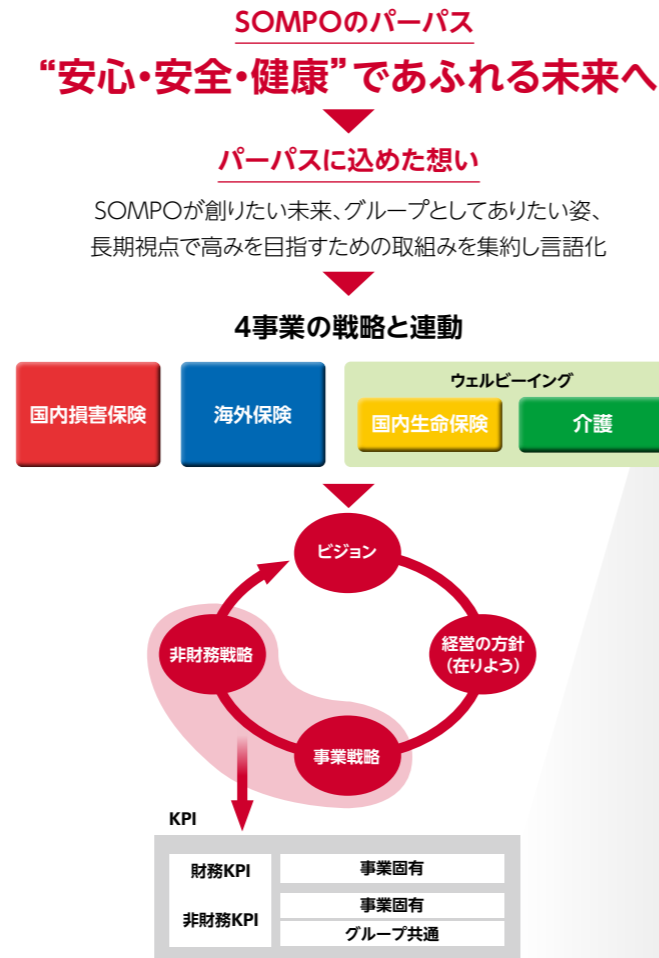 SOMPOのパーパス
“安心・安全・健康”であふれる未来へ
パーパスに込めた想い
SOMPOが創りたい未来、グループとしてありたい姿、
長期視点で高みを目指すための取組みを集約し言語化
4事業の戦略と連動
国内損害保険
海外保険
ウェルビーイング
国内生命保険
介護
ビジョン
経営の方針
(在りよう)
事業戦略
非財務戦略
KPI
財務KPI
事業固有
非財務KPI
事業固有
グループ共通